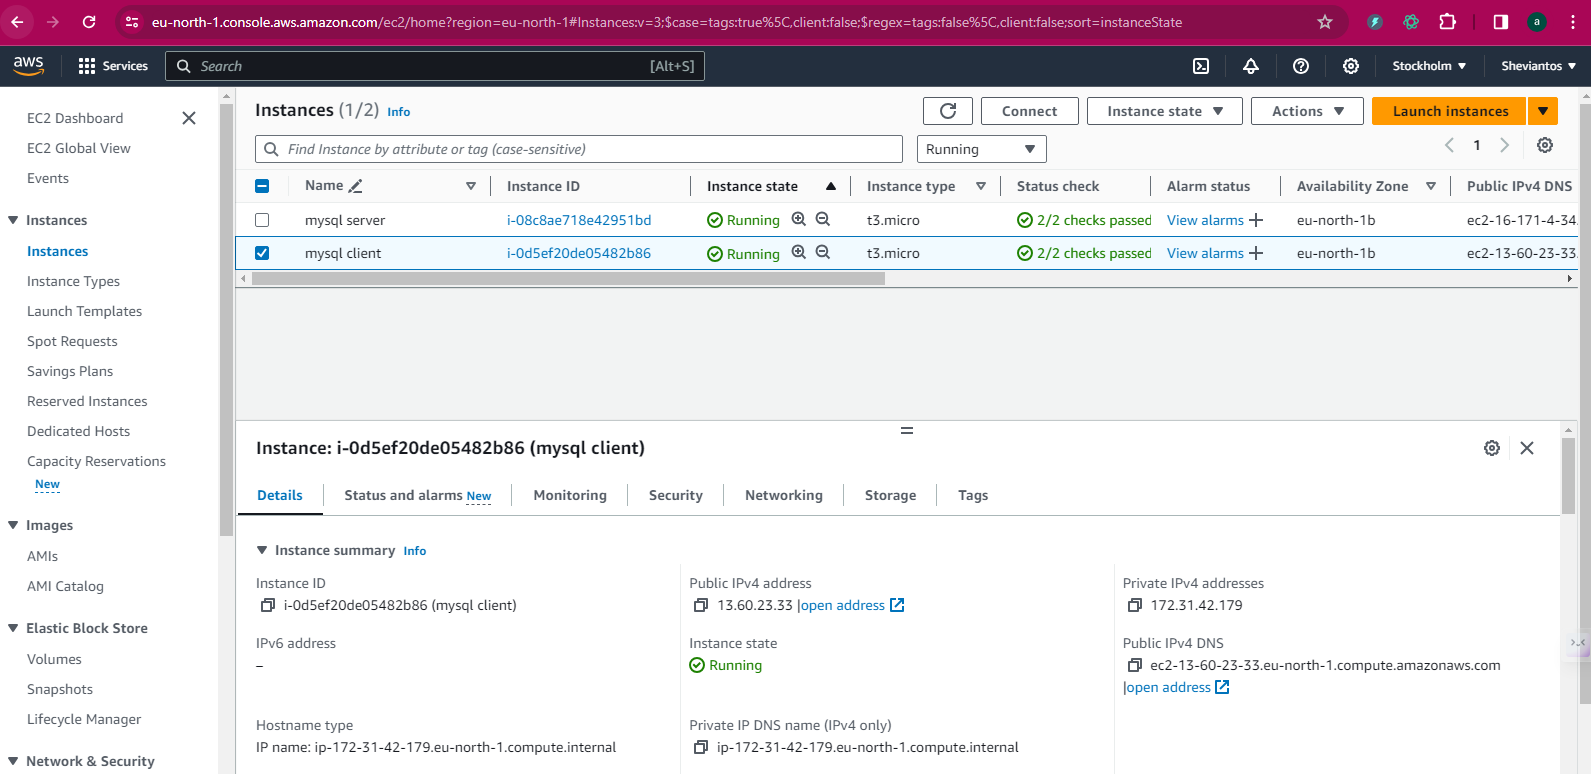 eu-north-1.console.aws.amazon.com/ec2/home?region=eu-north-1#Instances:v=3;$case=tags:true%5C,client:false;$regex=tags:false%5C,client:false;sort=instanceState
a
aws
Services
Search
[Alt+S]
Stockholm
Sheviantos
EC2 Dashboard
EC2 Global View
Events
Instances
Instances
Instance Types
Launch Templates
Spot Requests
Savings Plans
Reserved Instances
Dedicated Hosts
Capacity Reservations
New
Images
AMIs
AMI Catalog
Elastic Block Store
Volumes
Snapshots
Lifecycle Manager
Network & Security
Instances (1/2) Info
Connect
Instance state
Actions
Launch instances
Find Instance by attribute or tag (case-sensitive)
Running
1
Name Instance ID Instance state Instance type Status check Alarm status Availability Zone Public IPv4 DNS
mysql server i-08c8ae718e42951bd Running t3.micro 2/2 checks passed View alarms eu-north-1b ec2-16-171-4-34.
mysql client i-0d5ef20de05482b86 Running t3.micro 2/2 checks passed View alarms eu-north-1b ec2-13-60-23-33.
Instance: i-0d5ef20de05482b86 (mysql client)
Details
Status and alarms New
Monitoring
Security
Networking
Storage
Tags
Instance summary Info
Instance ID
i-0d5ef20de05482b86 (mysql client)
Public IPv4 address
13.60.23.33 |open address
Private IPv4 addresses
172.31.42.179
IPv6 address
–
Instance state
Running
Public IPv4 DNS
ec2-13-60-23-33.eu-north-1.compute.amazonaws.com
|open address
Hostname type
IP name: ip-172-31-42-179.eu-north-1.compute.internal
Private IP DNS name (IPv4 only)
ip-172-31-42-179.eu-north-1.compute.internal